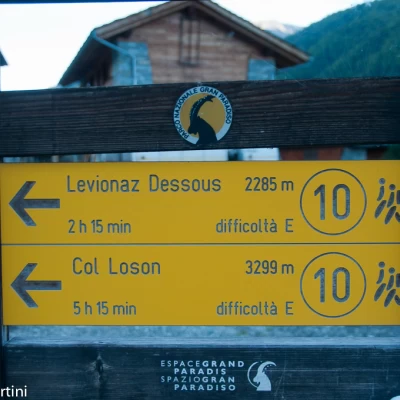 PARCO NAZIONALE GRAN PARADISO
Levionaz Dessous 2285 m
2 h 15 min difficoltà E
10
Col Loson 3299 m
5 h 15 min difficoltà E
10
ESPACEGRAND
PARADIS
SPAZIOGRAN
PARADISO
rtini